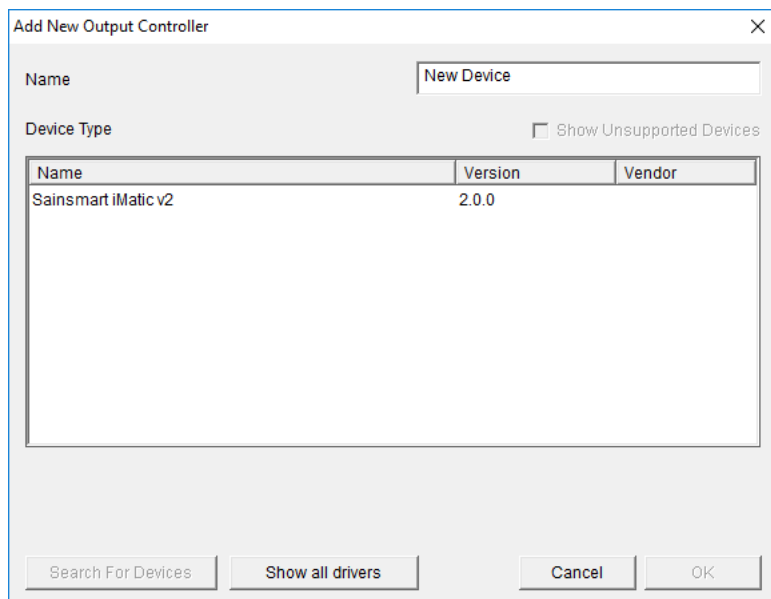 Add New Output Controller
Name New Device
Device Type Show Unsupported Devices
Name Version Vendor
Sainsmart iMatic v2 2.0.0
Search For Devices Show all drivers Cancel OK